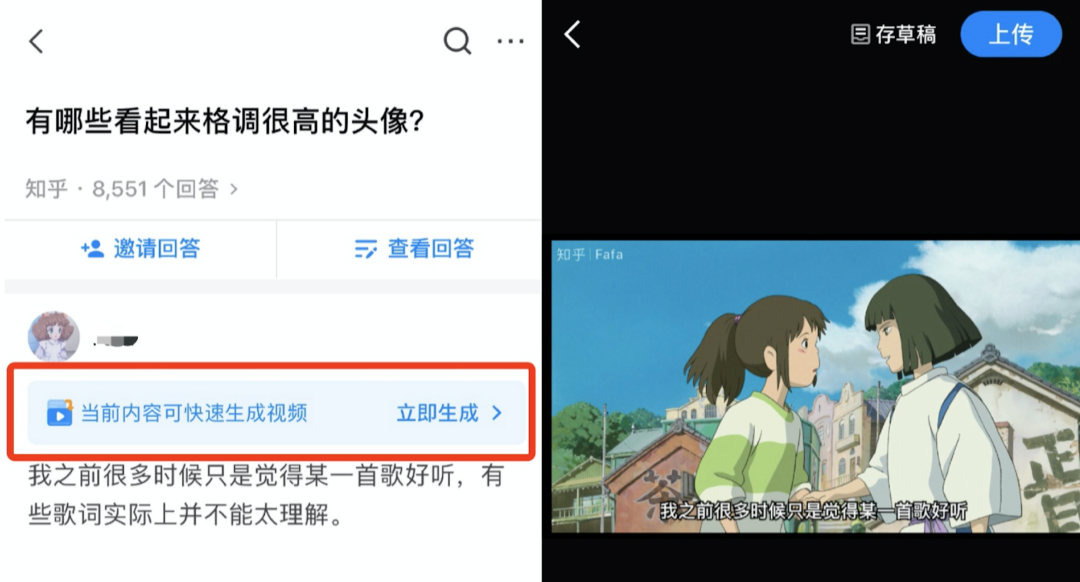 有哪些看起来格调很高的头像?
知乎 · 8,551 个回答 >
邀请回答
查看回答
当前内容可快速生成视频
立即生成 >
我之前很多时候只是觉得某一首歌好听，有
些歌词实际上并不能太理解。
存草稿
上传
知乎 | Fafa
我之前很多时候只是觉得某一首歌好听